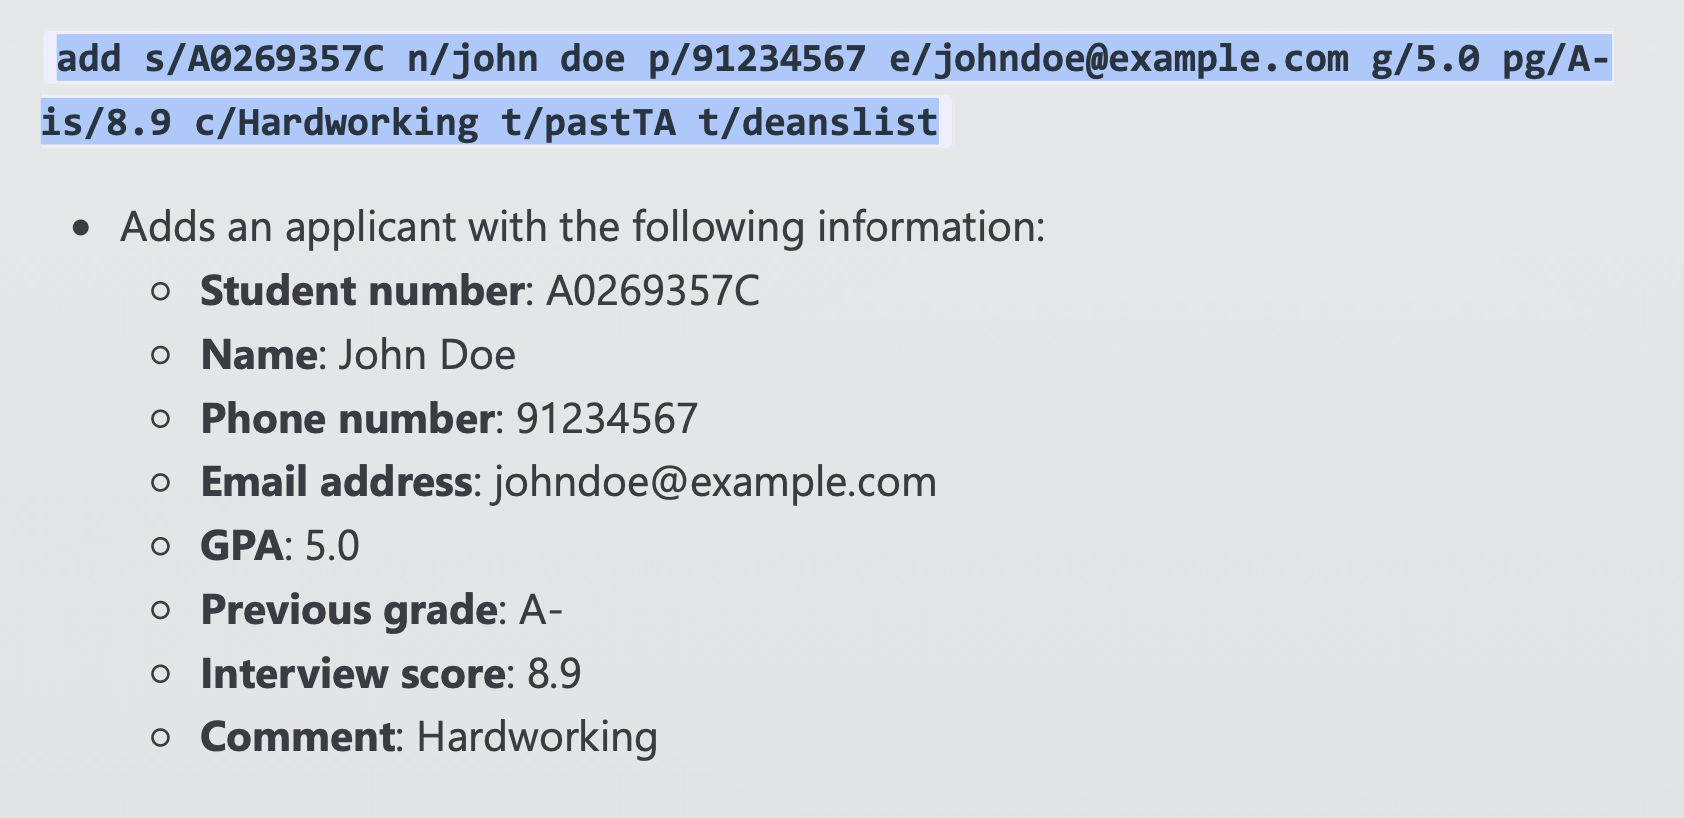 add s/A0269357C n/john doe p/91234567 e/johndoe@example.com g/5.0 pg/A-
is/8.9 c/Hardworking t/pastTA t/deanslist
• Adds an applicant with the following information:
○ Student number: A0269357C
○ Name: John Doe
○ Phone number: 91234567
○ Email address: johndoe@example.com
○ GPA: 5.0
○ Previous grade: A-
○ Interview score: 8.9
○ Comment: Hardworking